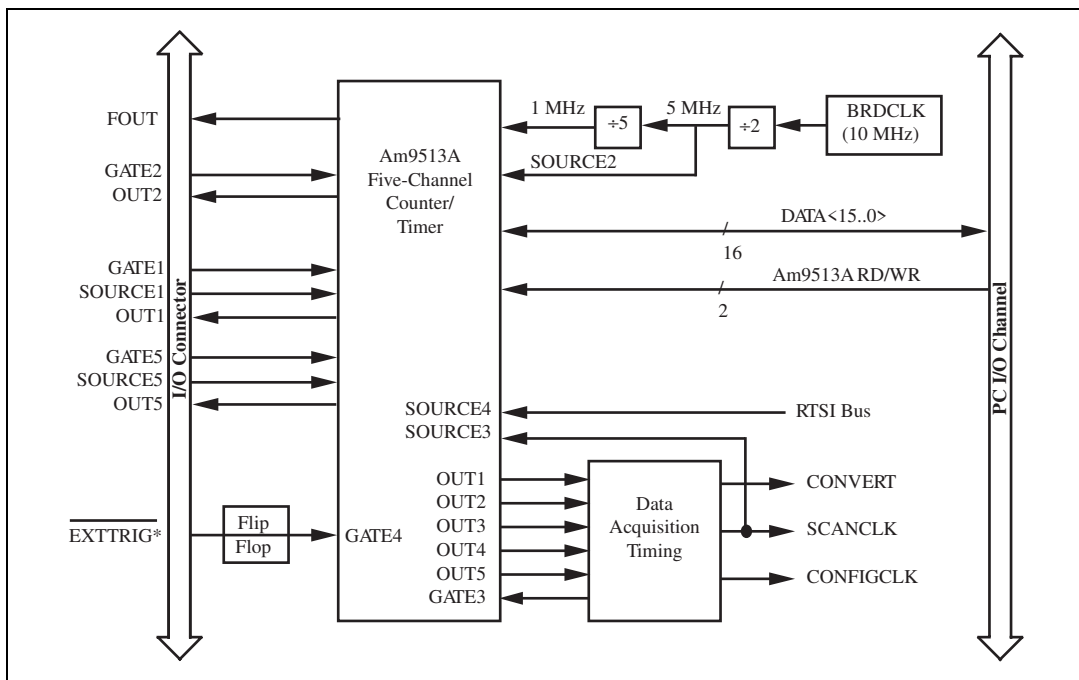 FOUT
GATE2
OUT2
GATE1
SOURCE1
OUT1
GATE5
SOURCE5
OUT5
EXTTRIG*
I/O Connector
Flip
Flop
Am9513A
Five-Channel
Counter/
Timer
1 MHz
÷5
5 MHz
÷2
BRDCLK
(10 MHz)
SOURCE2
DATA<15..0>
16
Am9513A RD/WR
2
SOURCE4
RTSI Bus
SOURCE3
GATE4
OUT1
OUT2
OUT3
OUT4
OUT5
GATE3
Data
Acquisition
Timing
CONVERT
SCANCLK
CONFIGCLK
PC I/O Channel